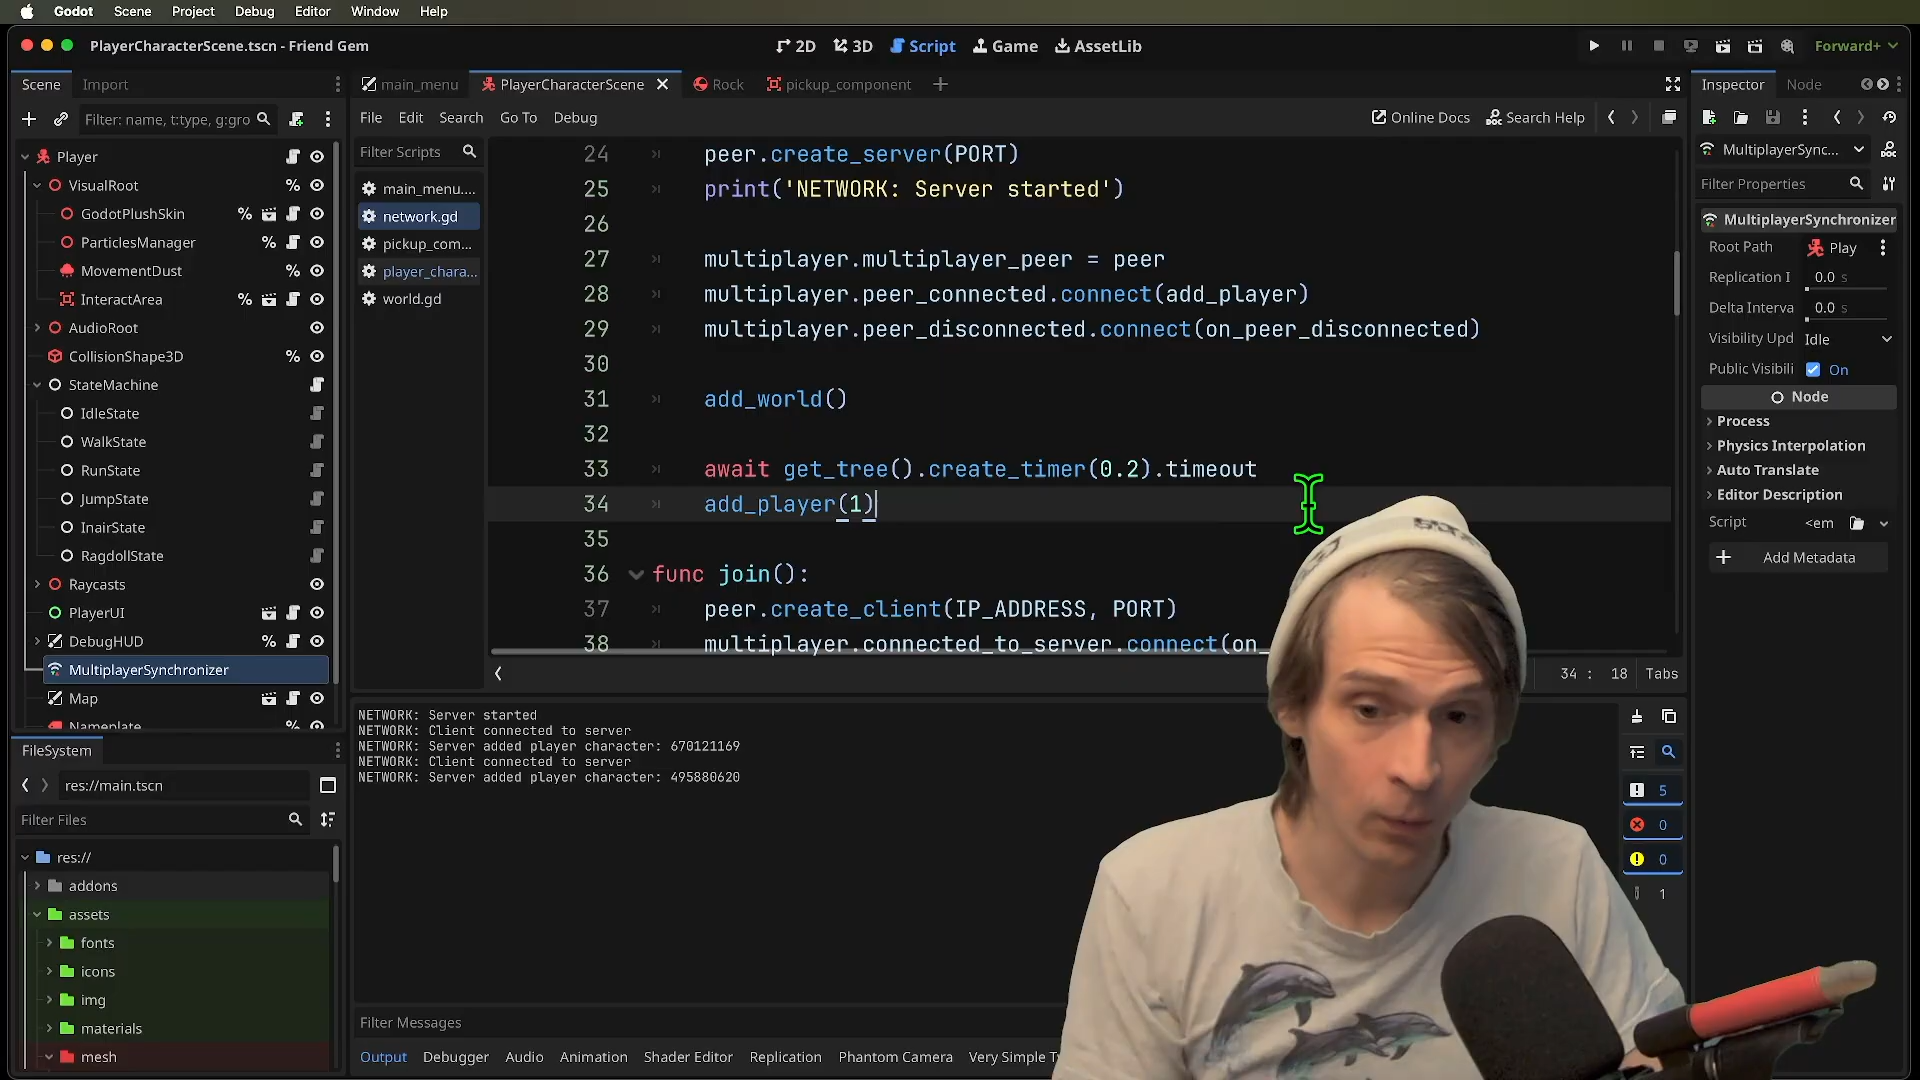 Godot Scene Project Debug Editor Window Help
PlayerCharacterScene.tscn - Friend Gem
2D 3D Script Game AssetLib
Forward+
Scene Import
Filter: name, t:type, g:gro
Player
VisualRoot
GodotPlushSkin
ParticlesManager
MovementDust
InteractArea
AudioRoot
CollisionShape3D
StateMachine
IdleState
WalkState
RunState
JumpState
InairState
RagdollState
Raycasts
PlayerUI
DebugHUD
MultiplayerSynchronizer
Map
Nameplate
FileSystem
res://main.tscn
Filter Files
res://
addons
assets
fonts
icons
img
materials
mesh
main_menu PlayerCharacterScene Rock pickup_component
File Edit Search Go To Debug
Online Docs Search Help
Filter Scripts
main_menu....
network.gd
pickup_com...
player_chara...
world.gd
24 peer.create_server(PORT)
25 print('NETWORK: Server started')
26
27 multiplayer.multiplayer_peer = peer
28 multiplayer.peer_connected.connect(add_player)
29 multiplayer.peer_disconnected.connect(on_peer_disconnected)
30
31 add_world()
32
33 await get_tree().create_timer(0.2).timeout
34 add_player(1)
35
36 func join():
37 peer.create_client(IP_ADDRESS, PORT)
38 multiplayer.connected_to_server.connect(on_
34 : 18 Tabs
NETWORK: Server started
NETWORK: Client connected to server
NETWORK: Server added player character: 670121169
NETWORK: Client connected to server
NETWORK: Server added player character: 495880620
5
0
0
1
Filter Messages
Output Debugger Audio Animation Shader Editor Replication Phantom Camera Very Simple T
Inspector Node
MultiplayerSync...
Filter Properties
MultiplayerSynchronizer
Root Path Play
Replication I 0.0 s
Delta Interva 0.0 s
Visibility Upd Idle
Public Visibili On
Node
Process
Physics Interpolation
Auto Translate
Editor Description
Script <em
Add Metadata